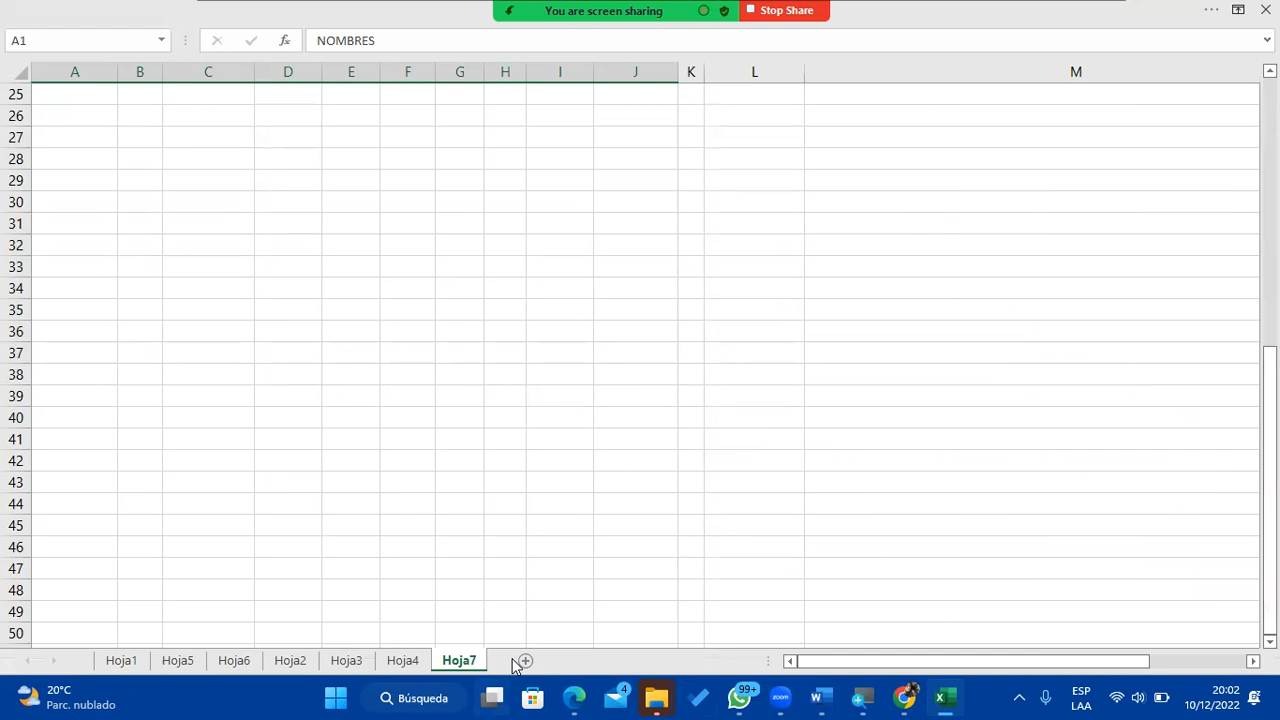 You are screen sharing
Stop Share
A1
NOMBRES
A B C D E F G H I J K L M
25
26
27
28
29
30
31
32
33
34
35
36
37
38
39
40
41
42
43
44
45
46
47
48
49
50
Hoja1 Hoja5 Hoja6 Hoja2 Hoja3 Hoja4 Hoja7
20°C
Parc. nublado
Búsqueda
4
99+
ESP
LAA
20:02
10/12/2022